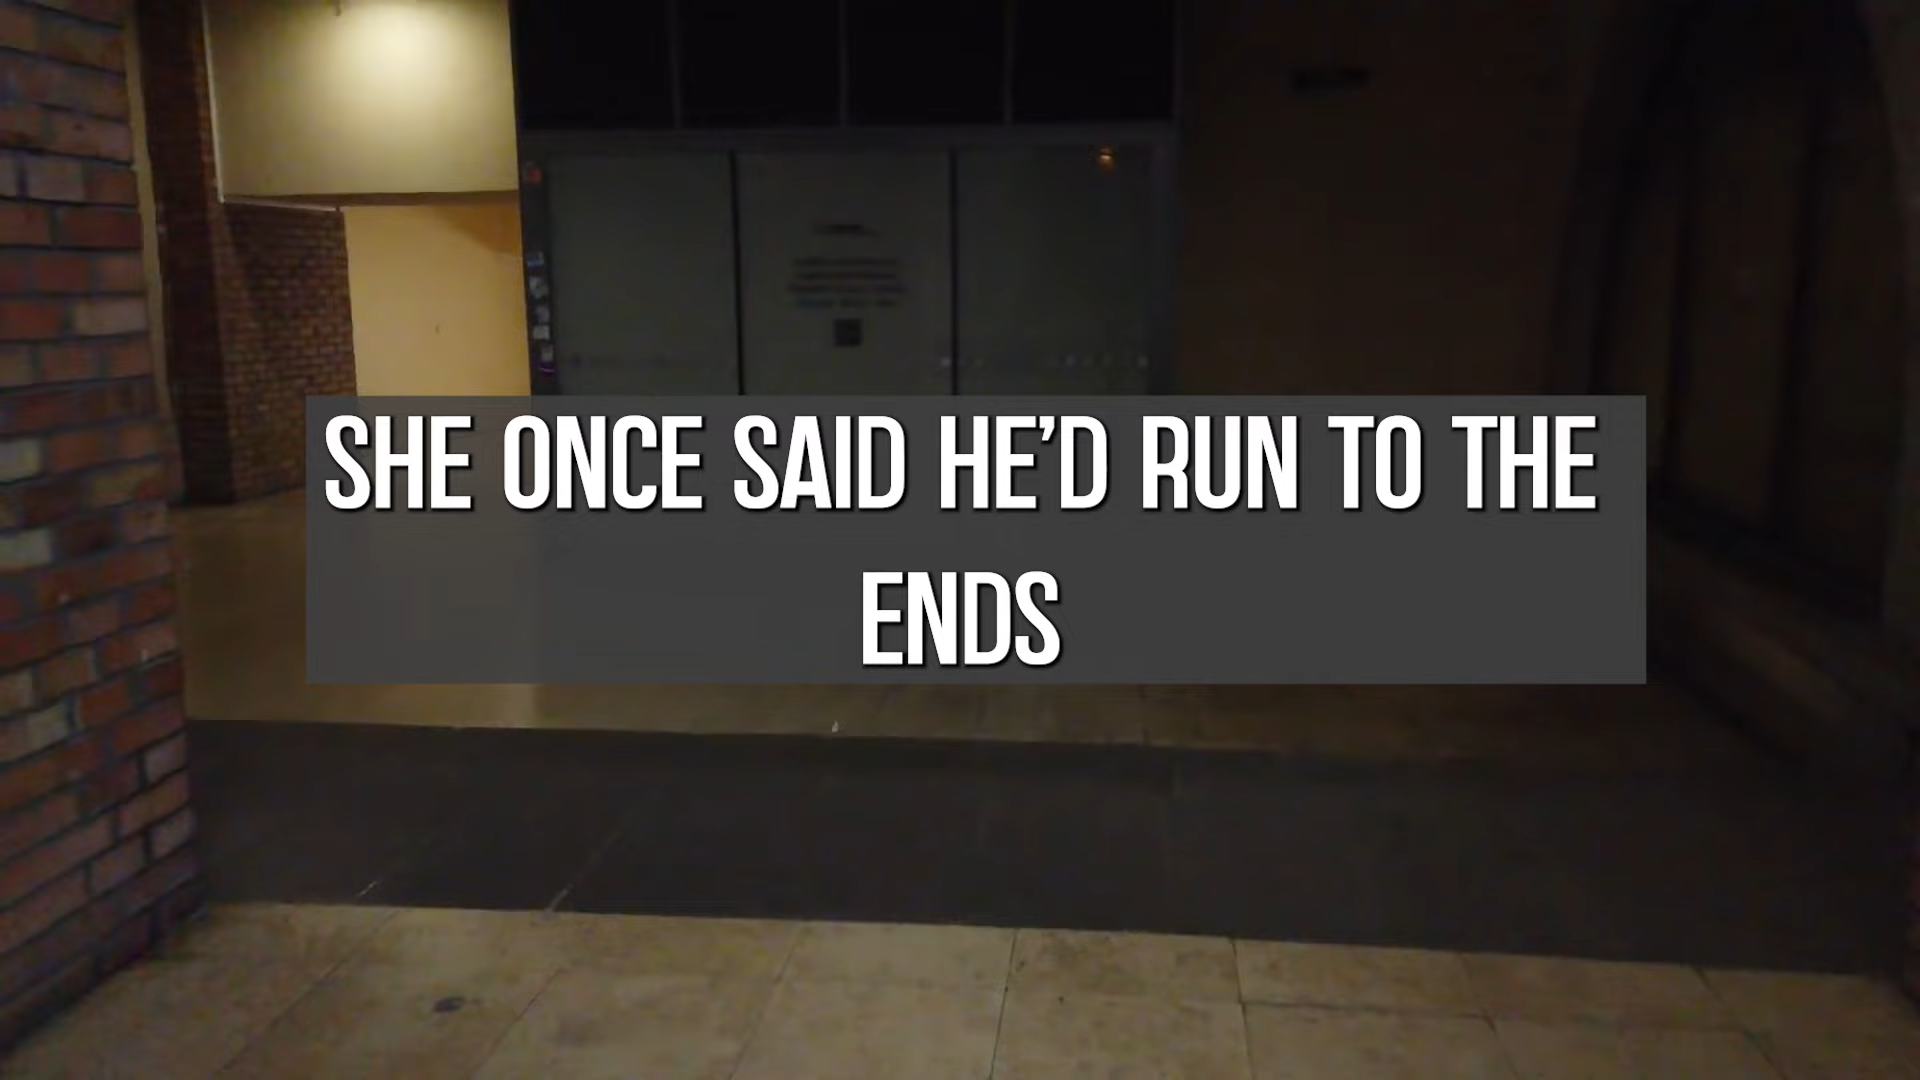 SHE ONCE SAID HE’D RUN TO THE
ENDS